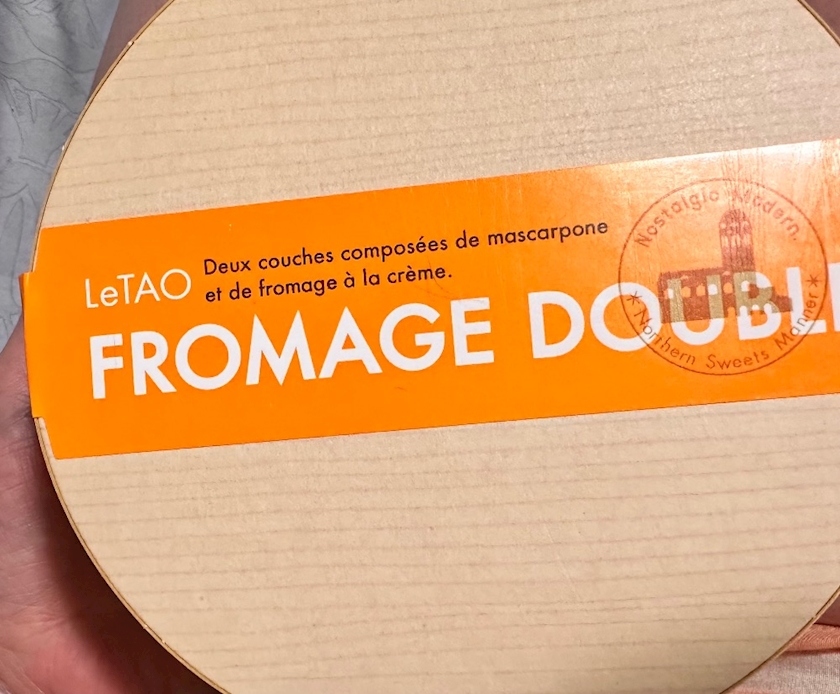 LeTAO
Deux couches composées de mascarpone
et de fromage à la crème.
FROMAGE DOUBL
Nostalgic Modern.
Northern Sweets Manner